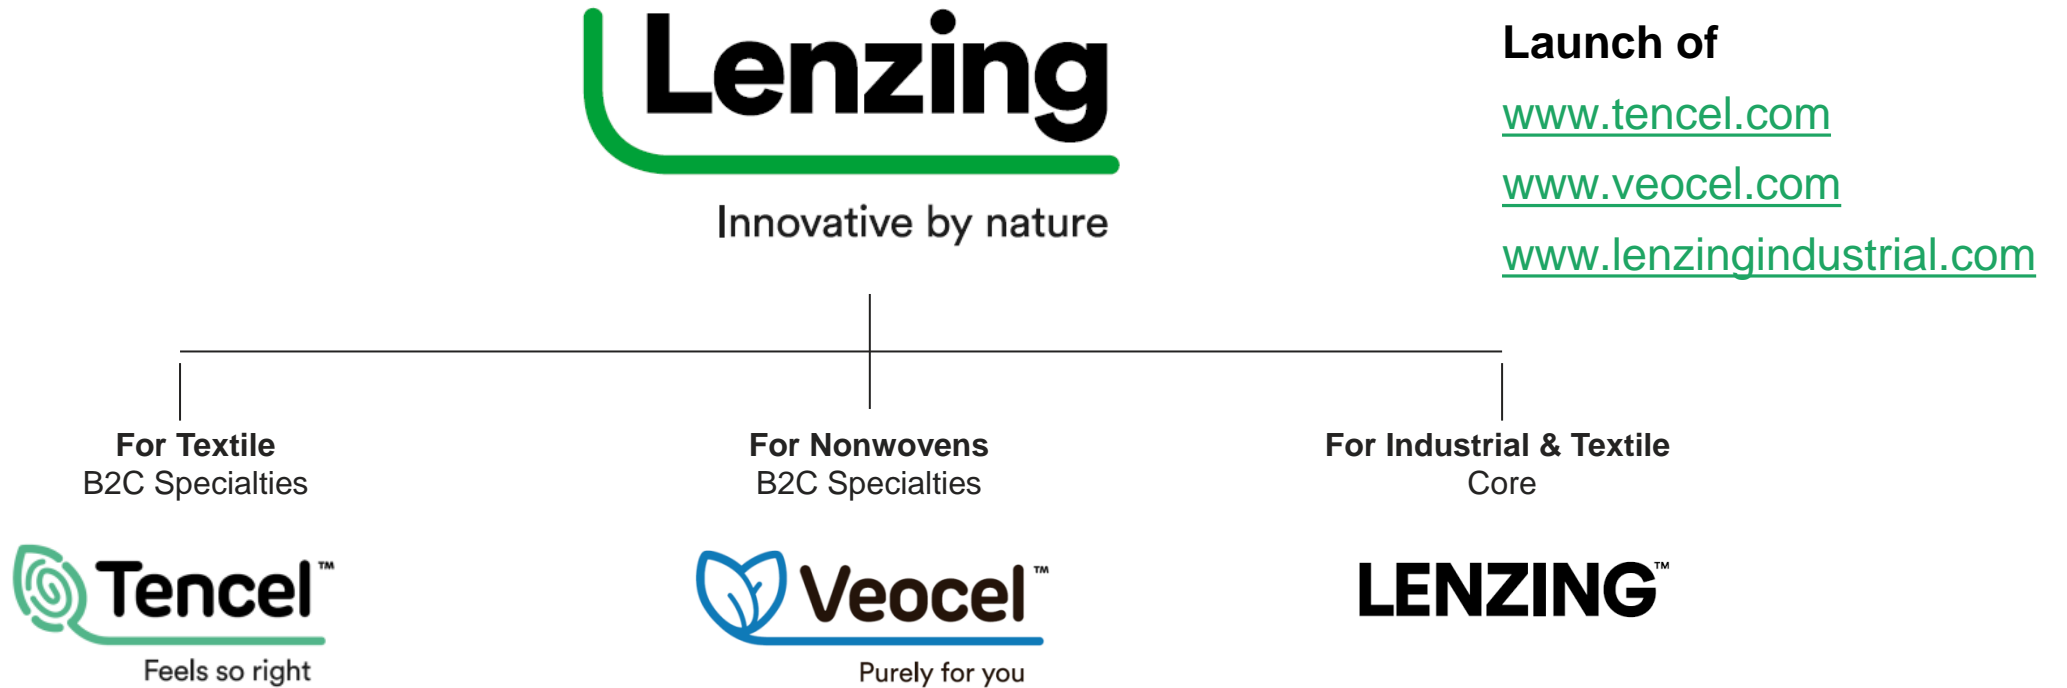 Lenzing
Innovative by nature
Launch of
www.tencel.com
www.veocel.com
www.lenzingindustrial.com
For Textile
B2C Specialties
Tencel™
Feels so right
For Nonwovens
B2C Specialties
Veocel™
Purely for you
For Industrial & Textile
Core
LENZING™